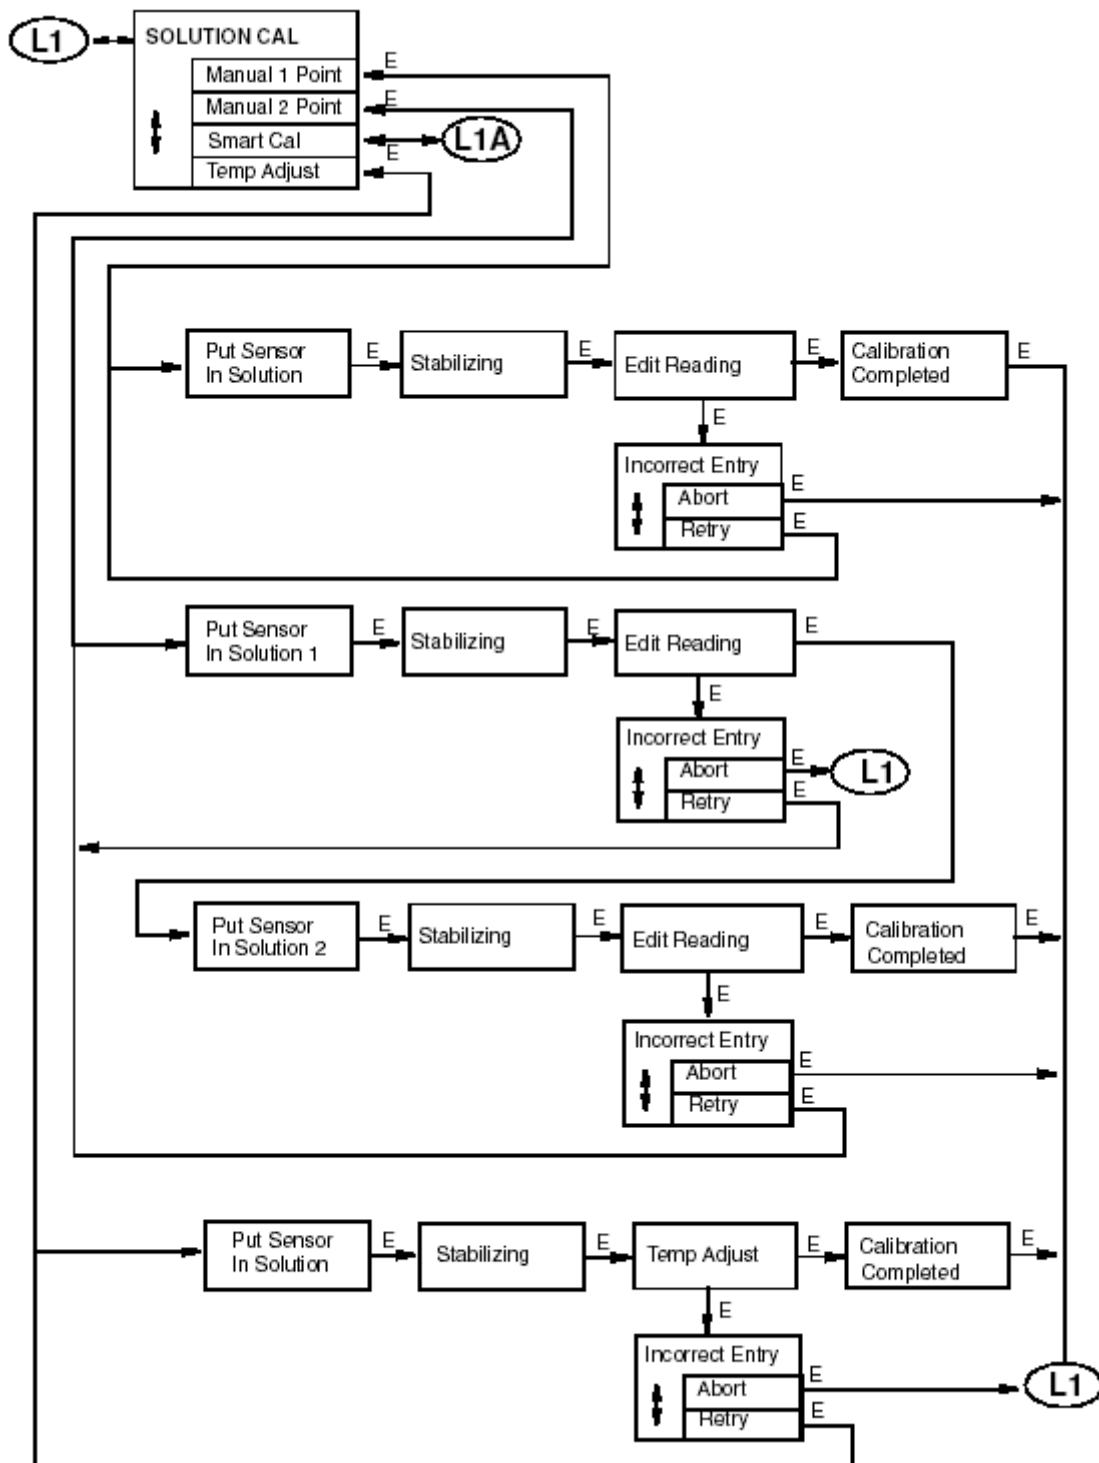 L1
SOLUTION CAL
E
Manual 1 Point
E
Manual 2 Point
Smart Cal
L1A
E
Temp Adjust
Put Sensor
In Solution
E
Stabilizing
E
Edit Reading
E
Calibration
Completed
E
E
Incorrect Entry
Abort
E
Retry
E
Put Sensor
In Solution 1
E
Stabilizing
E
Edit Reading
E
E
Incorrect Entry
Abort
E
L1
Retry
E
Put Sensor
In Solution 2
E
Stabilizing
E
Edit Reading
E
Calibration
Completed
E
E
Incorrect Entry
Abort
E
Retry
E
Put Sensor
In Solution
E
Stabilizing
E
Temp Adjust
E
Calibration
Completed
E
E
Incorrect Entry
Abort
E
L1
Retry
E